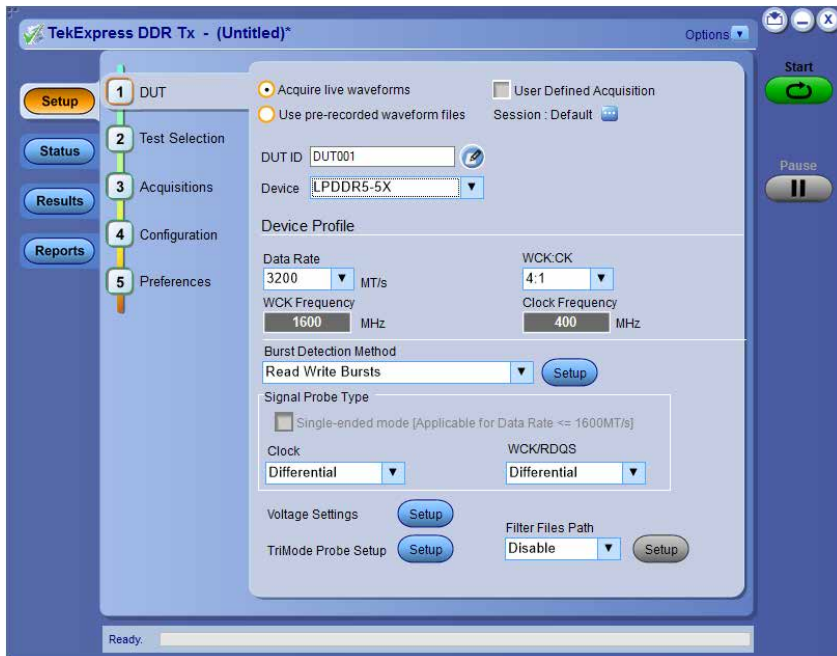 TekExpress DDR Tx - (Untitled)*
Options
Start
Pause
Setup
Status
Results
Reports
1 DUT
2 Test Selection
3 Acquisitions
4 Configuration
5 Preferences
Acquire live waveforms
User Defined Acquisition
Use pre-recorded waveform files
Session : Default
DUT ID DUT001
Device LPDDR5-5X
Device Profile
Data Rate
WCK:CK
3200 MT/s
4:1
WCK Frequency
Clock Frequency
1600 MHz
400 MHz
Burst Detection Method
Read Write Bursts Setup
Signal Probe Type
Single-ended mode [Applicable for Data Rate <= 1600MT/s]
Clock
WCK/RDQS
Differential
Differential
Voltage Settings Setup
Filter Files Path
TriMode Probe Setup Setup
Disable Setup
Ready.